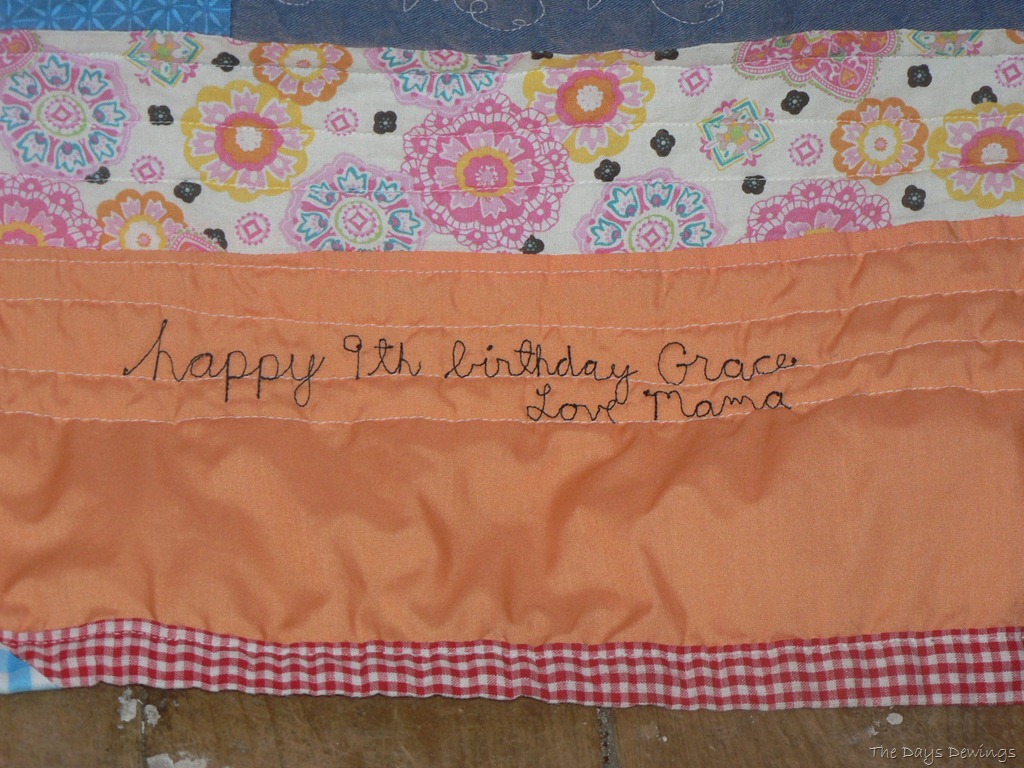 happy 9th birthday Grace
Love Mama
The Days Dewings